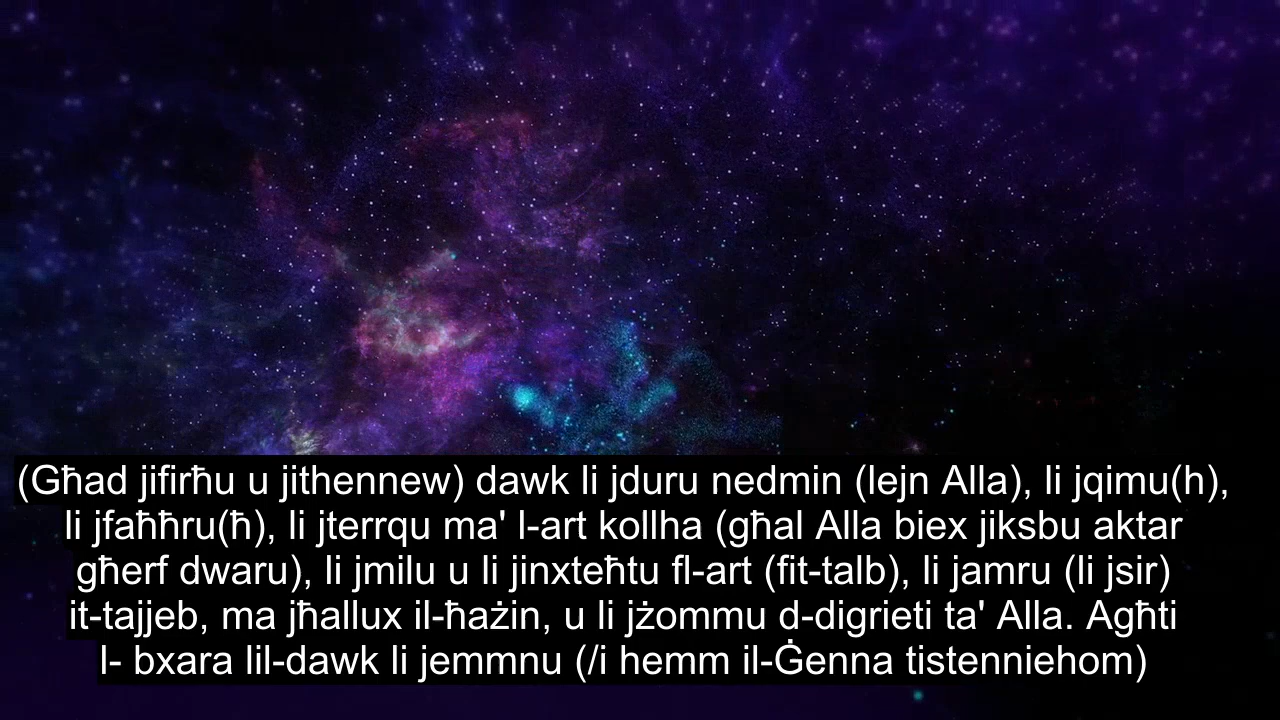 (Għad jifirħu u jithennew) dawk li jduru nedmin (lejn Alla), li jqimu(h),
li jfaħħru(ħ), li jterrqu ma' l-art kollha (għal Alla biex jiksbu aktar
għerf dwaru), li jmilu u li jinxteħtu fl-art (fit-talb), li jamru (li jsir)
it-tajjeb, ma jħallux il-ħażin, u li jżommu d-digrieti ta' Alla. Agħti
l- bxara lil-dawk li jemmnu (/i hemm il-Ġenna tistenniehom)